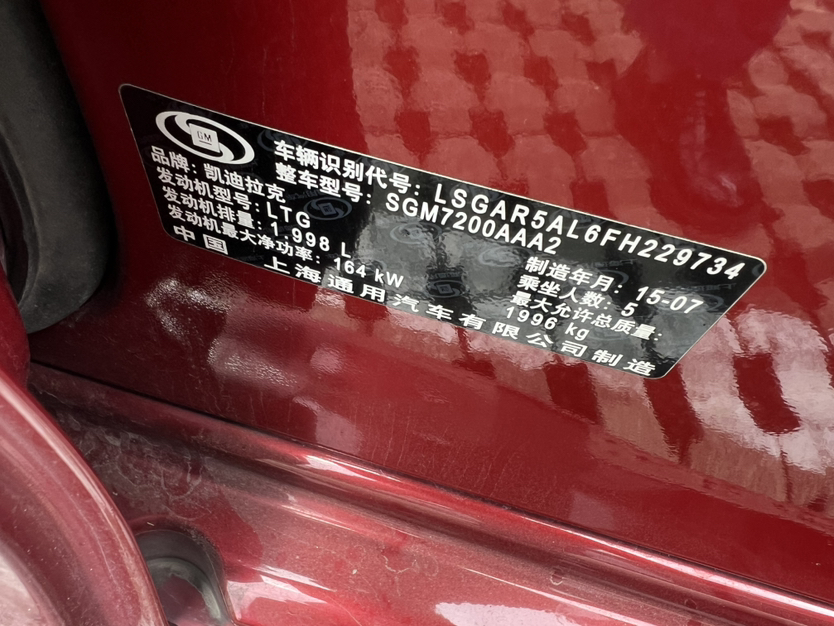 GM
车辆识别代号: LSGAR5AL6FH229734
品牌: 凯迪拉克
整车型号: SGM7200AAA2
发动机型号: LTG
发动机排量: 1.998 L
制造年月: 15-07
发动机最大净功率: 164 kW
乘坐人数: 5
最大允许总质量:
1996 kg
中国 上海通用汽车有限公司制造